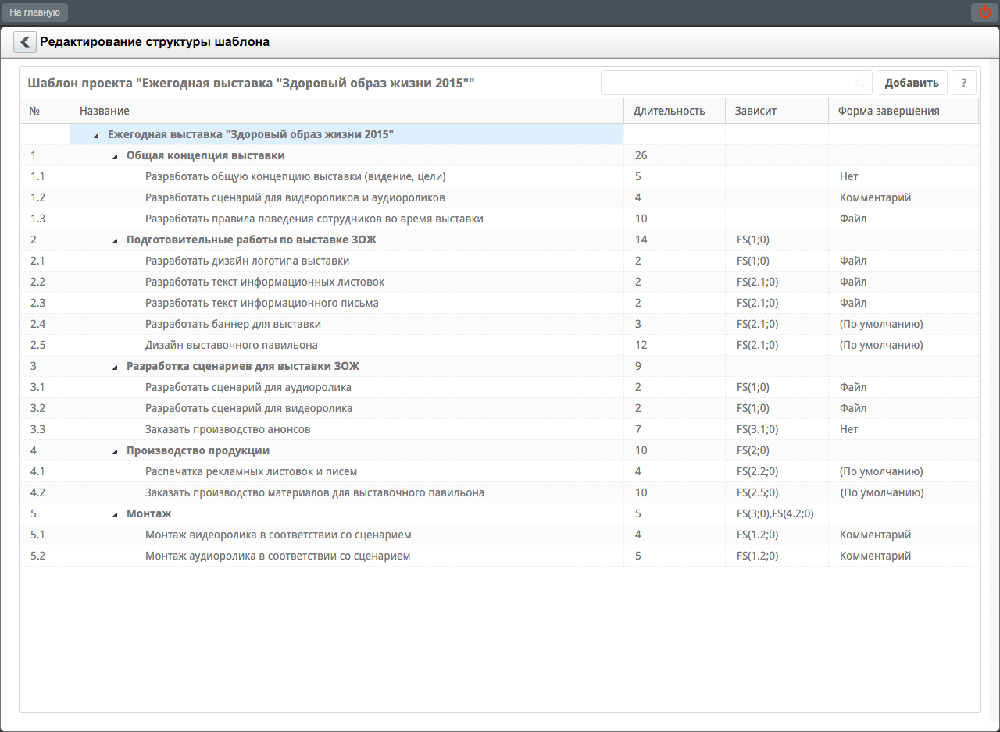 На главную
Редактирование структуры шаблона
Шаблон проекта "Ежегодная выставка "Здоровый образ жизни 2015"" Добавить ?
№ Название Длительность Зависит Форма завершения
Ежегодная выставка "Здоровый образ жизни 2015"
1 Общая концепция выставки 26
1.1 Разработать общую концепцию выставки (видение, цели) 5 Нет
1.2 Разработать сценарий для видеороликов и аудиороликов 4 Комментарий
1.3 Разработать правила поведения сотрудников во время выставки 10 Файл
2 Подготовительные работы по выставке ЗОЖ 14 FS(1;0)
2.1 Разработать дизайн логотипа выставки 2 FS(1;0) Файл
2.2 Разработать текст информационных листовок 2 FS(2.1;0) Файл
2.3 Разработать текст информационного письма 2 FS(2.1;0) Файл
2.4 Разработать баннер для выставки 3 FS(2.1;0) (По умолчанию)
2.5 Дизайн выставочного павильона 12 FS(2.1;0) (По умолчанию)
3 Разработка сценариев для выставки ЗОЖ 9
3.1 Разработать сценарий для аудиоролика 2 FS(1;0) Файл
3.2 Разработать сценарий для видеоролика 2 FS(1;0) Файл
3.3 Заказать производство анонсов 7 FS(3.1;0) Нет
4 Производство продукции 10 FS(2;0)
4.1 Распечатка рекламных листовок и писем 4 FS(2.2;0) (По умолчанию)
4.2 Заказать производство материалов для выставочного павильона 10 FS(2.5;0) (По умолчанию)
5 Монтаж 5 FS(3;0),FS(4.2;0)
5.1 Монтаж видеоролика в соответствии со сценарием 4 FS(1.2;0) Комментарий
5.2 Монтаж аудиоролика в соответствии со сценарием 5 FS(1.2;0) Комментарий